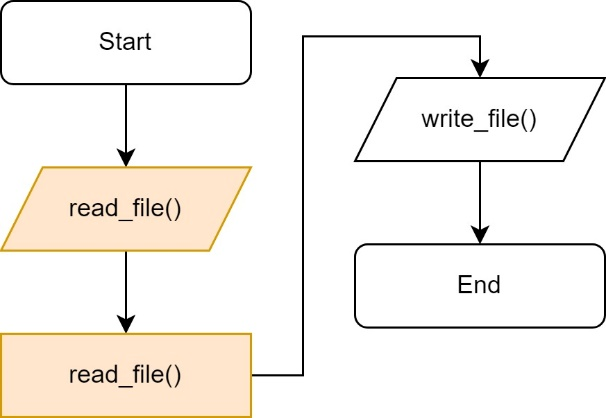 Start
read_file()
read_file()
write_file()
End